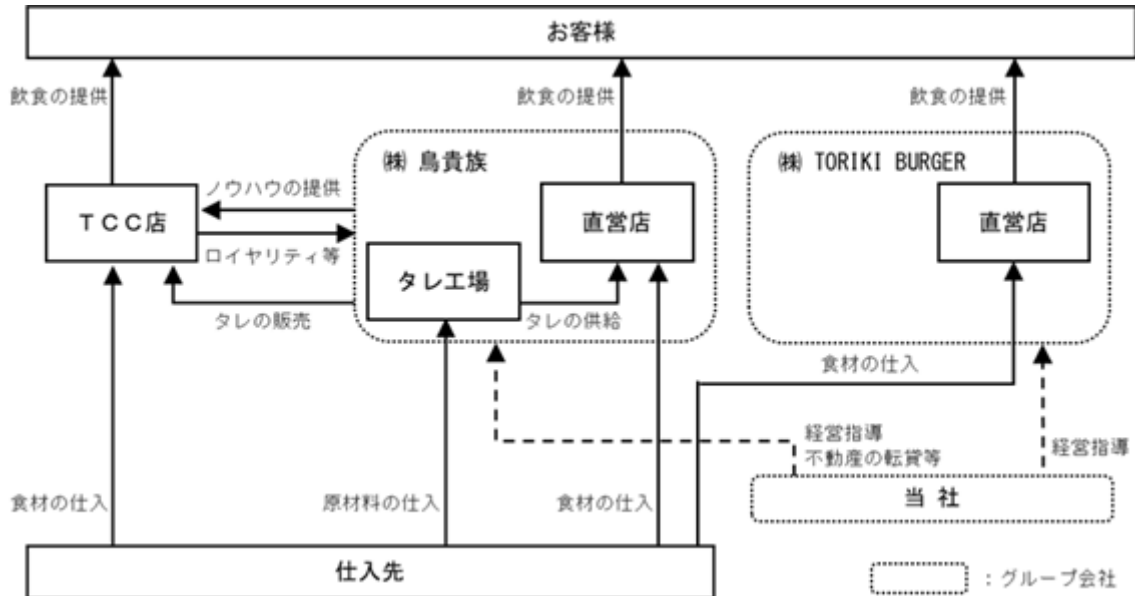 お客様
飲食の提供
飲食の提供
飲食の提供
㈱ 鳥貴族
㈱ TORIKI BURGER
ノウハウの提供
ＴＣＣ店
直営店
直営店
ロイヤリティ等
タレ工場
タレの販売
タレの供給
食材の仕入
経営指導
不動産の転貸等
経営指導
食材の仕入
原材料の仕入
食材の仕入
当 社
仕入先
：グループ会社